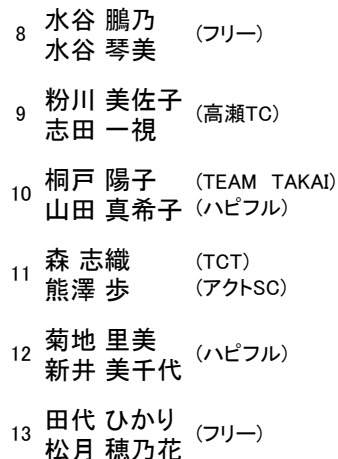 8 水谷 鵬乃 (フリー)
水谷 琴美
9 粉川 美佐子 (高瀬TC)
志田 一視
10 桐戸 陽子 (TEAM TAKAI)
山田 真希子 (ハピフル)
11 森 志織 (TCT)
熊澤 歩 (アクトSC)
12 菊地 里美 (ハピフル)
新井 美千代
13 田代 ひかり (フリー)
松月 穂乃花